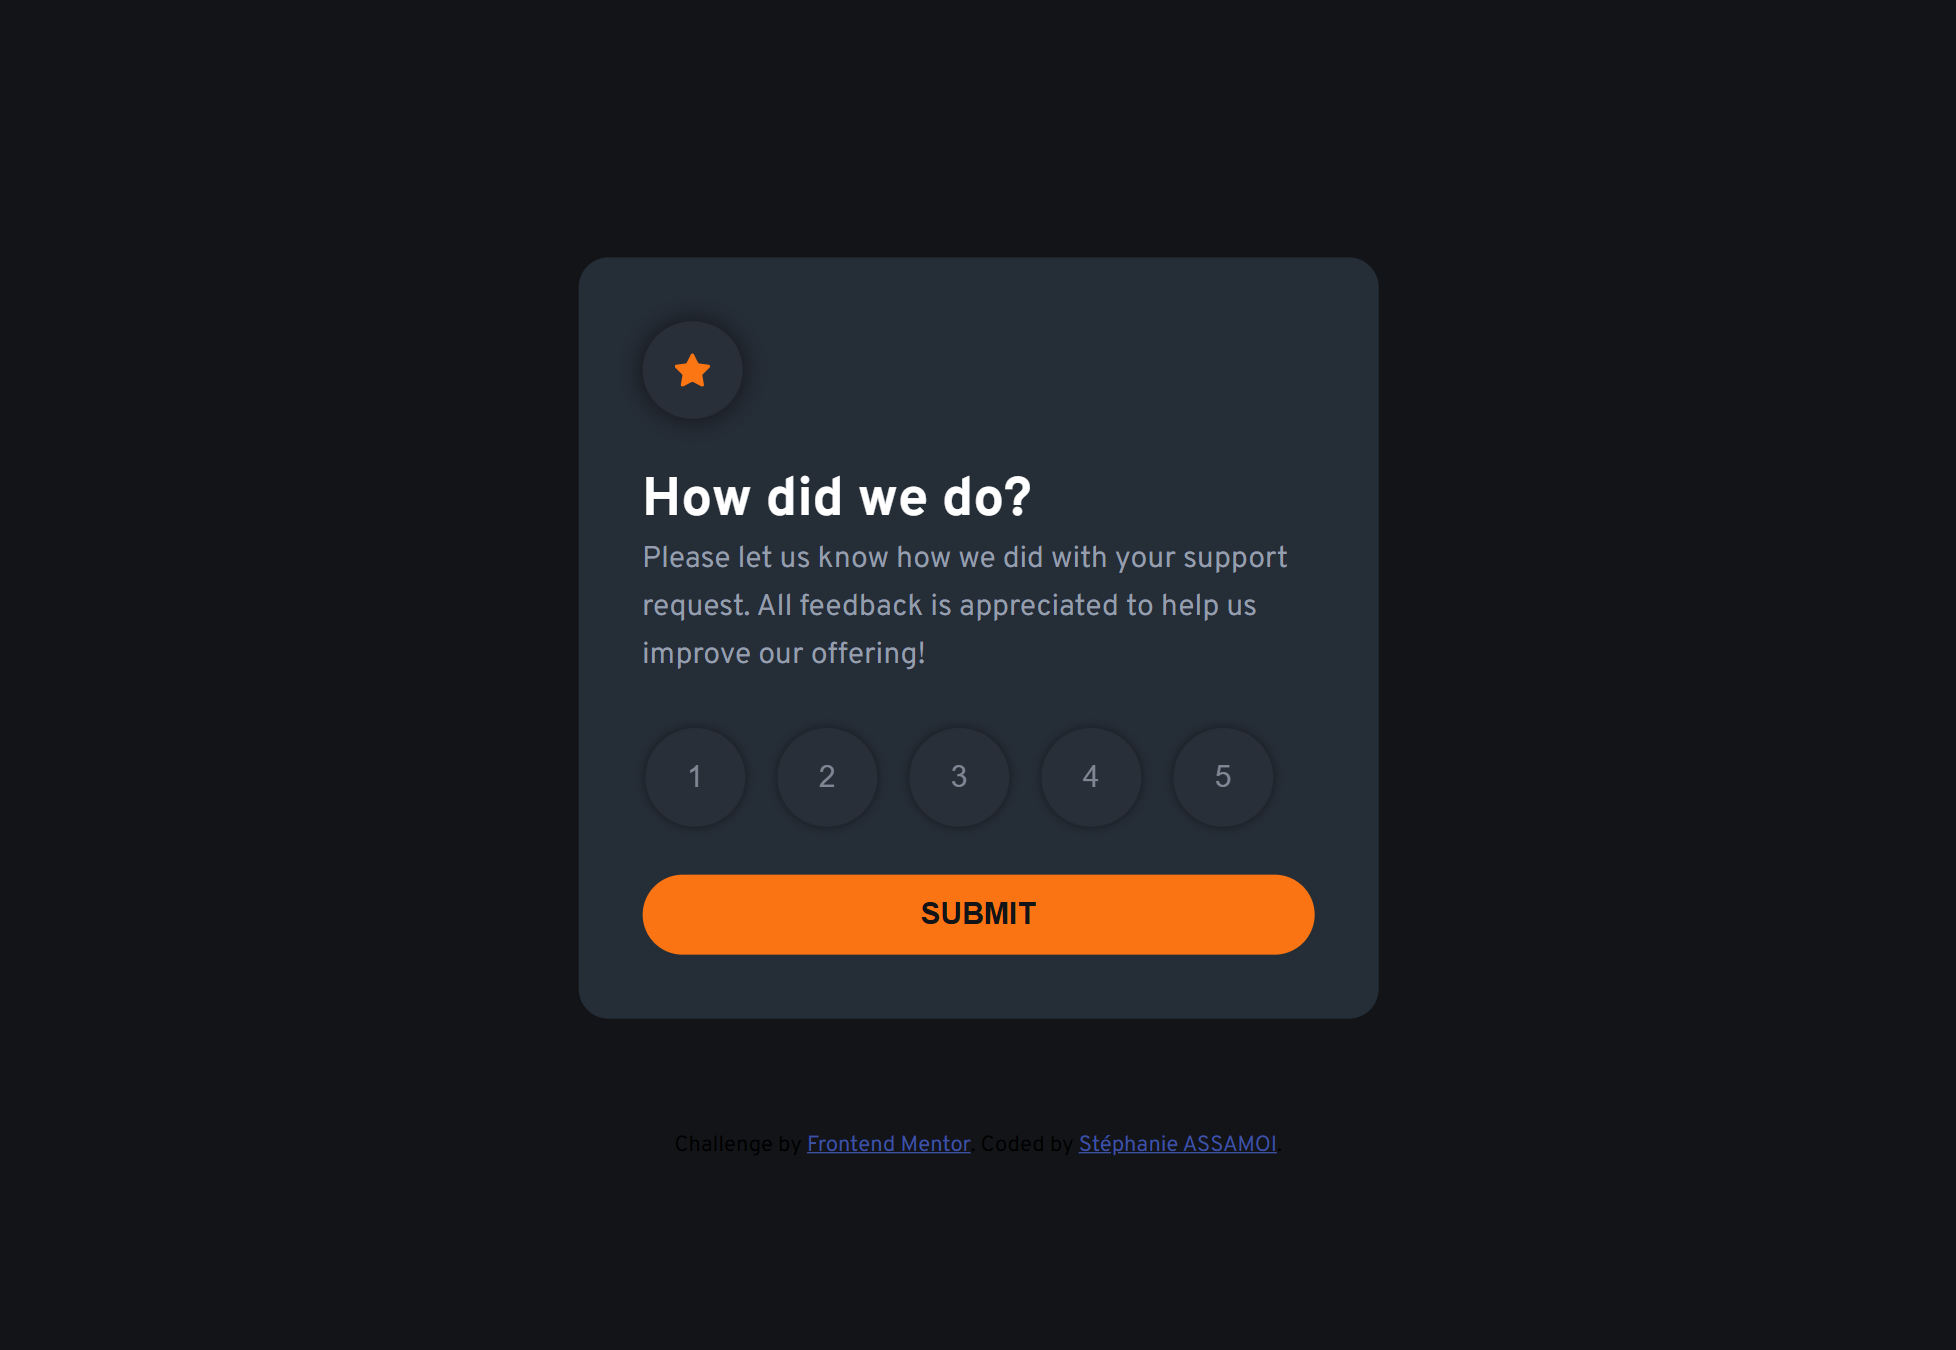 How did we do?
Please let us know how we did with your support
request. All feedback is appreciated to help us
improve our offering!
1 2 3 4 5
SUBMIT
Challenge by Frontend Mentor. Coded by Stéphanie ASSAMOI.